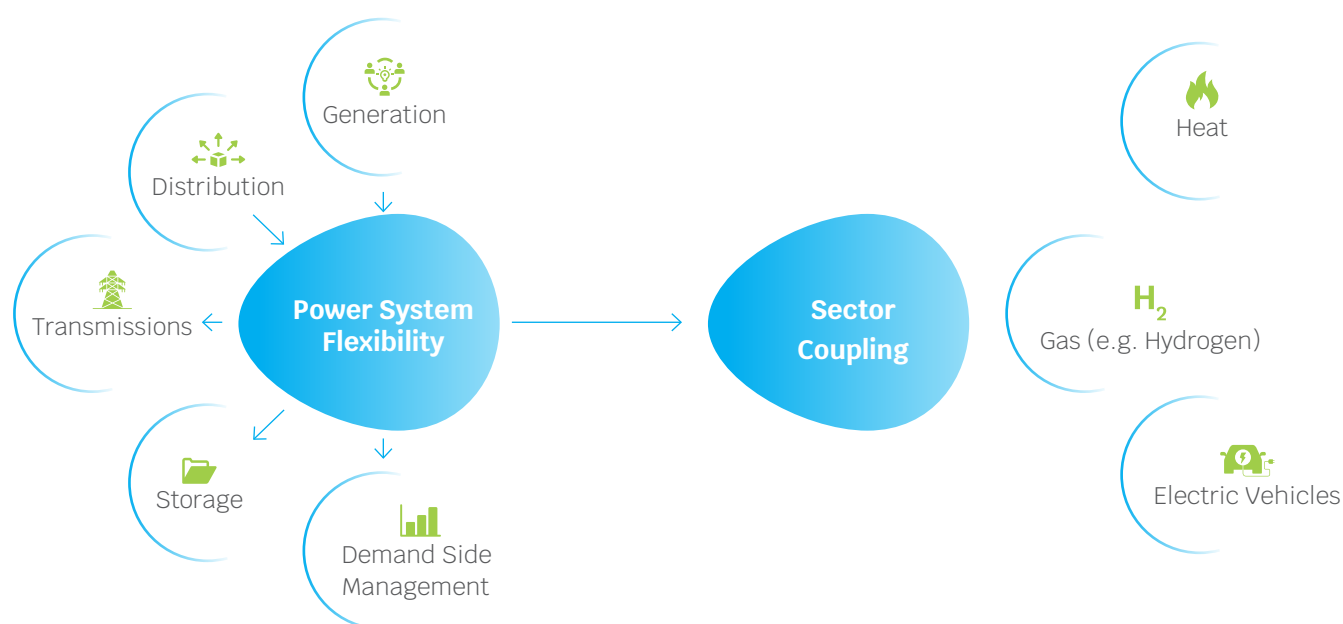 Generation
Distribution
Transmissions
Storage
Demand Side
Management
Power System
Flexibility
Sector
Coupling
Heat
H₂
Gas (e.g. Hydrogen)
Electric Vehicles